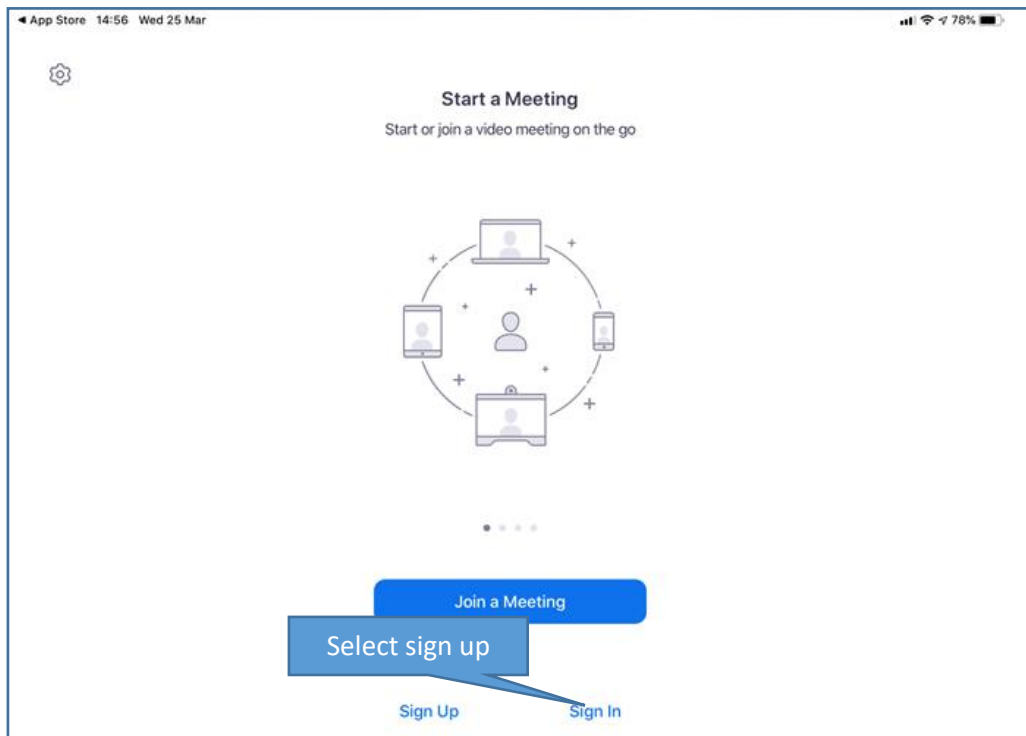 ◀ App Store 14:56 Wed 25 Mar 78%
Start a Meeting
Start or join a video meeting on the go
Join a Meeting
Select sign up
Sign Up Sign In